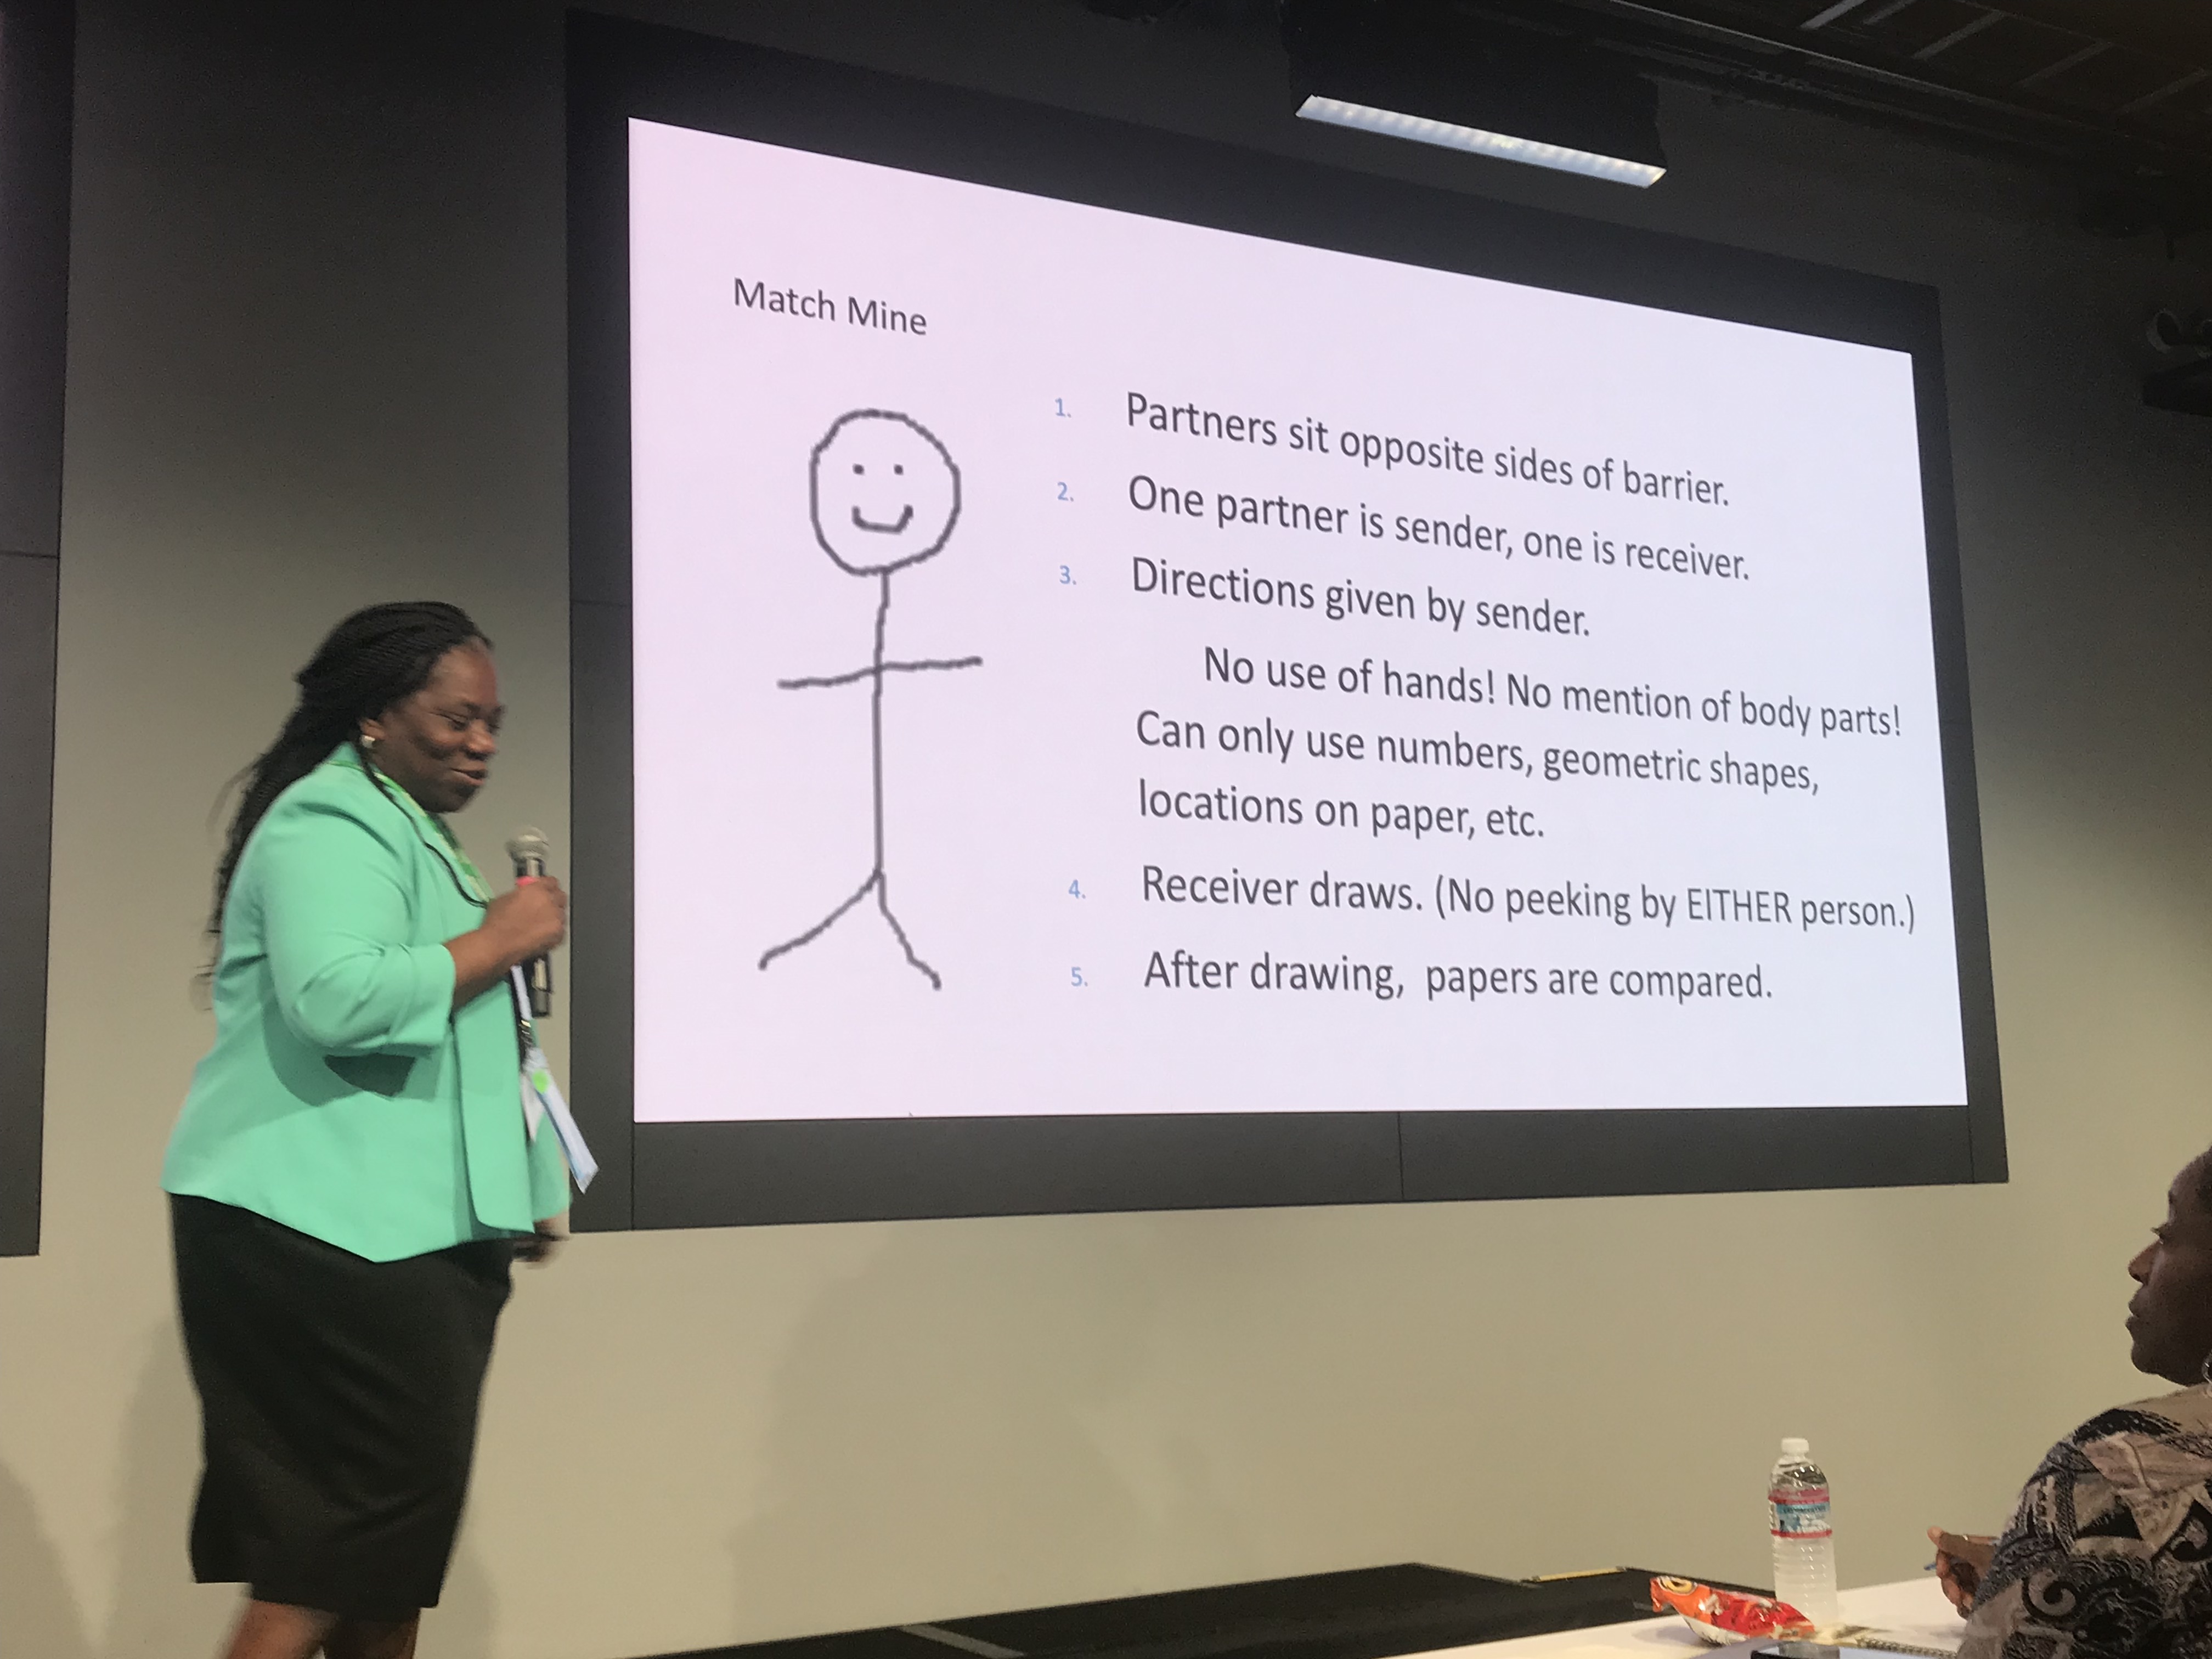 Match Mine
1. Partners sit opposite sides of barrier.
2. One partner is sender, one is receiver.
3. Directions given by sender.
No use of hands! No mention of body parts!
Can only use numbers, geometric shapes,
locations on paper, etc.
4. Receiver draws. (No peeking by EITHER person.)
5. After drawing, papers are compared.